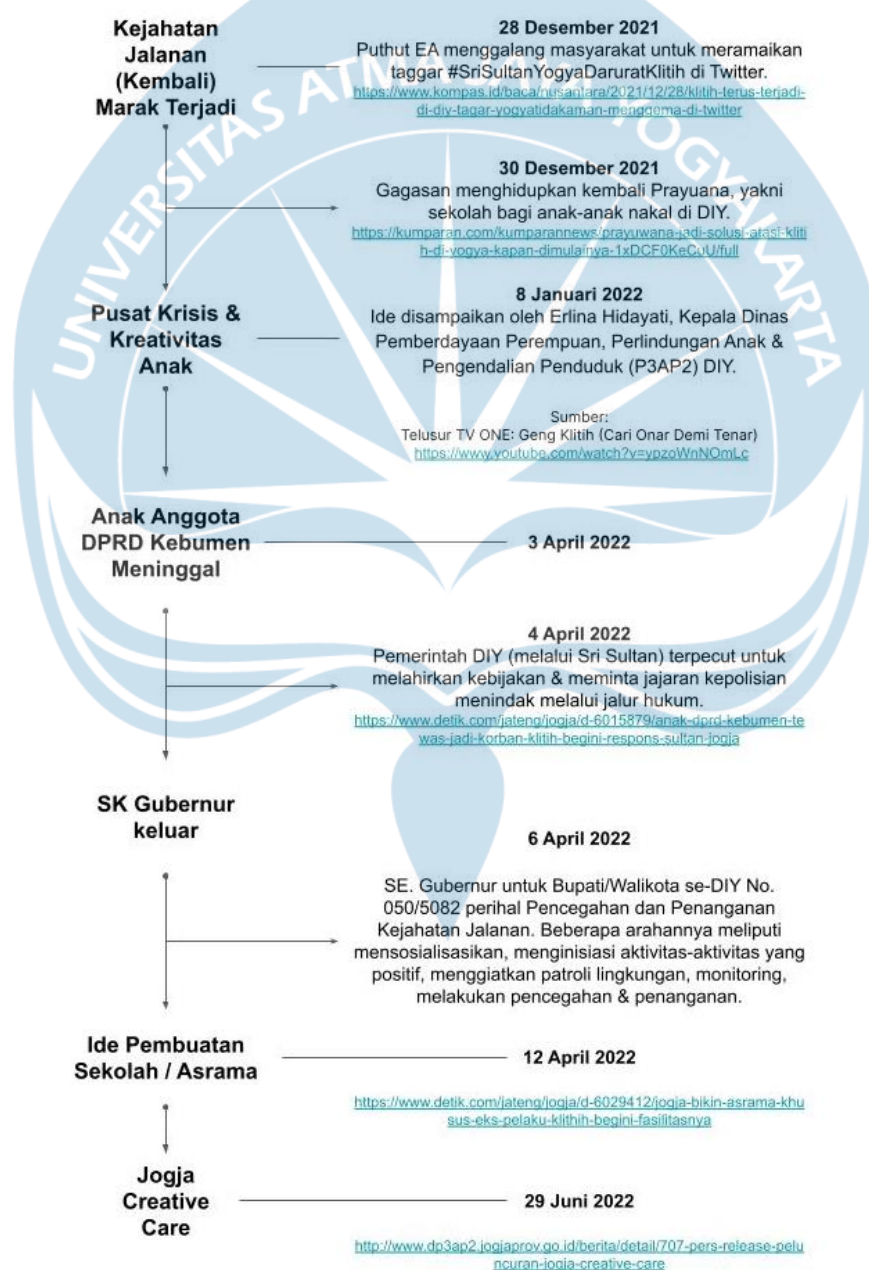 Kejahatan
Jalanan
(Kembali)
Marak Terjadi
28 Desember 2021
Puthut EA menggalang masyarakat untuk meramaikan
taggar #SriSultanYogyaDaruratKlitih di Twitter.
https://www.kompas.id/baca/nusantara/2021/12/28/klitih-terus-terjadi-
di-diy-tagar-yogyatidakaman-menggema-di-twitter
30 Desember 2021
Gagasan menghidupkan kembali Prayuana, yakni
sekolah bagi anak-anak nakal di DIY.
https://kumparan.com/kumparannews/prayuwana-jadi-solusi-atasi-kliti
h-di-yogya-kapan-dimulainya-1xDCF0KeCuU/full
Pusat Krisis &
Kreativitas
Anak
8 Januari 2022
Ide disampaikan oleh Erlina Hidayati, Kepala Dinas
Pemberdayaan Perempuan, Perlindungan Anak &
Pengendalian Penduduk (P3AP2) DIY.
Sumber:
Telusur TV ONE: Geng Klitih (Cari Onar Demi Tenar)
https://www.youtube.com/watch?v=ypzoWnNOmLc
Anak Anggota
DPRD Kebumen
Meninggal
3 April 2022
4 April 2022
Pemerintah DIY (melalui Sri Sultan) terpecut untuk
melahirkan kebijakan & meminta jajaran kepolisian
menindak melalui jalur hukum.
https://www.detik.com/jateng/jogja/d-6015879/anak-dprd-kebumen-te
was-jadi-korban-klitih-begini-respons-sultan-jogja
SK Gubernur
keluar
6 April 2022
SE. Gubernur untuk Bupati/Walikota se-DIY No.
050/5082 perihal Pencegahan dan Penanganan
Kejahatan Jalanan. Beberapa arahannya meliputi
mensosialisasikan, menginisiasi aktivitas-aktivitas yang
positif, menggiatkan patroli lingkungan, monitoring,
melakukan pencegahan & penanganan.
Ide Pembuatan
Sekolah / Asrama
12 April 2022
https://www.detik.com/jateng/jogja/d-6029412/jogja-bikin-asrama-khu
sus-eks-pelaku-klithih-begini-fasilitasnya
Jogja
Creative
Care
29 Juni 2022
http://www.dp3ap2.jogjaprov.go.id/berita/detail/707-pers-release-pelu
ncuran-jogja-creative-care
UNIVERSITAS ATMA JAYA YOGYAKARTA